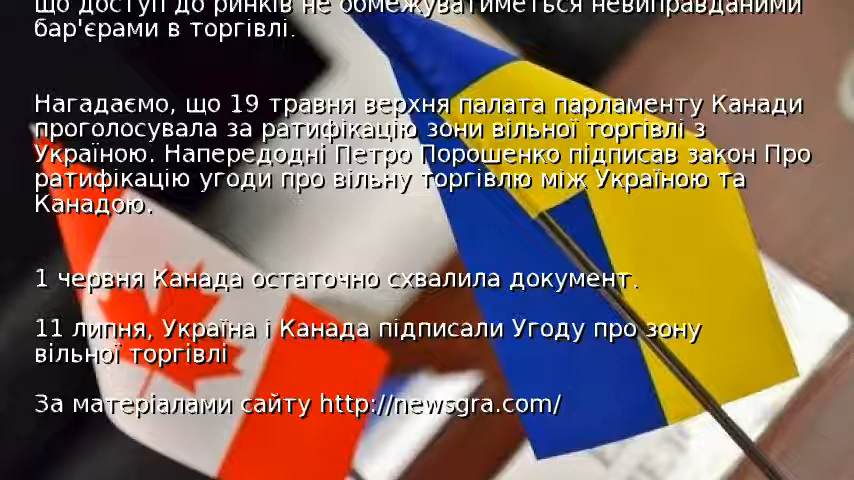 що доступ до ринків не обмежуватиметься невиправданими
бар'єрами в торгівлі.
Нагадаємо, що 19 травня верхня палата парламенту Канади
проголосувала за ратифікацію зони вільної торгівлі з
Україною. Напередодні Петро Порошенко підписав закон Про
ратифікацію угоди про вільну торгівлю між Україною та
Канадою.
1 червня Канада остаточно схвалила документ.
11 липня, Україна і Канада підписали Угоду про зону
вільної торгівлі
За матеріалами сайту http://newsgra.com/